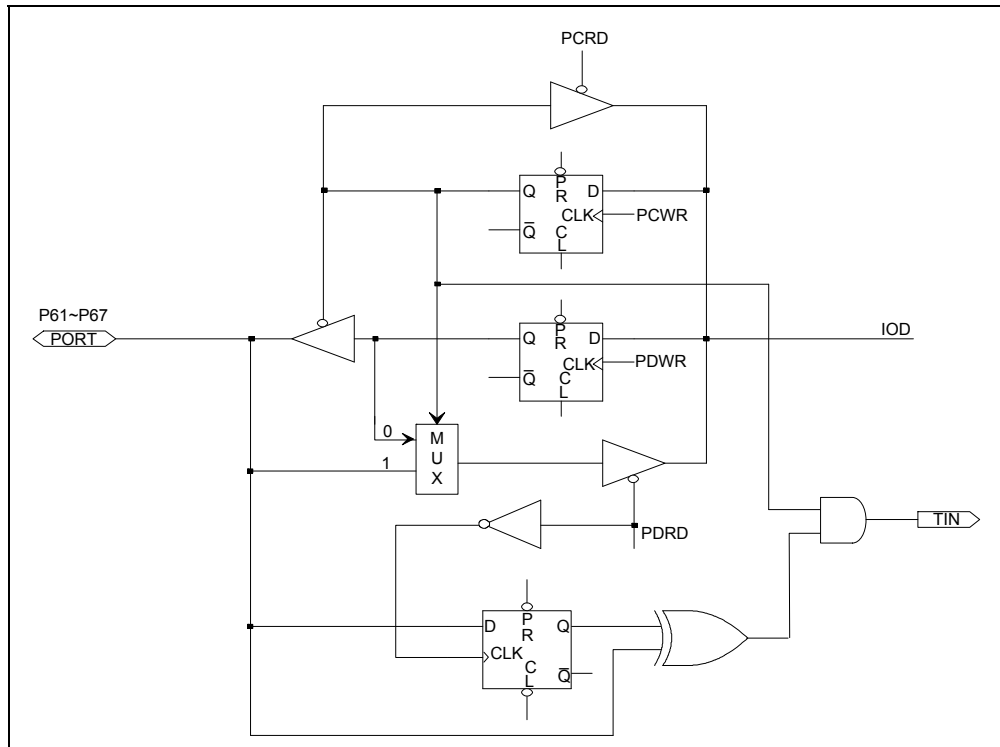 PCRD
P
R
Q
D
CLK
PCWR
Q̅
C
L
P61~P67
PORT
P
R
Q
D
IOD
CLK
PDWR
Q̅
C
L
0
M
U
X
1
PDRD
TIN
P
R
D
Q
CLK
C
L
Q̅